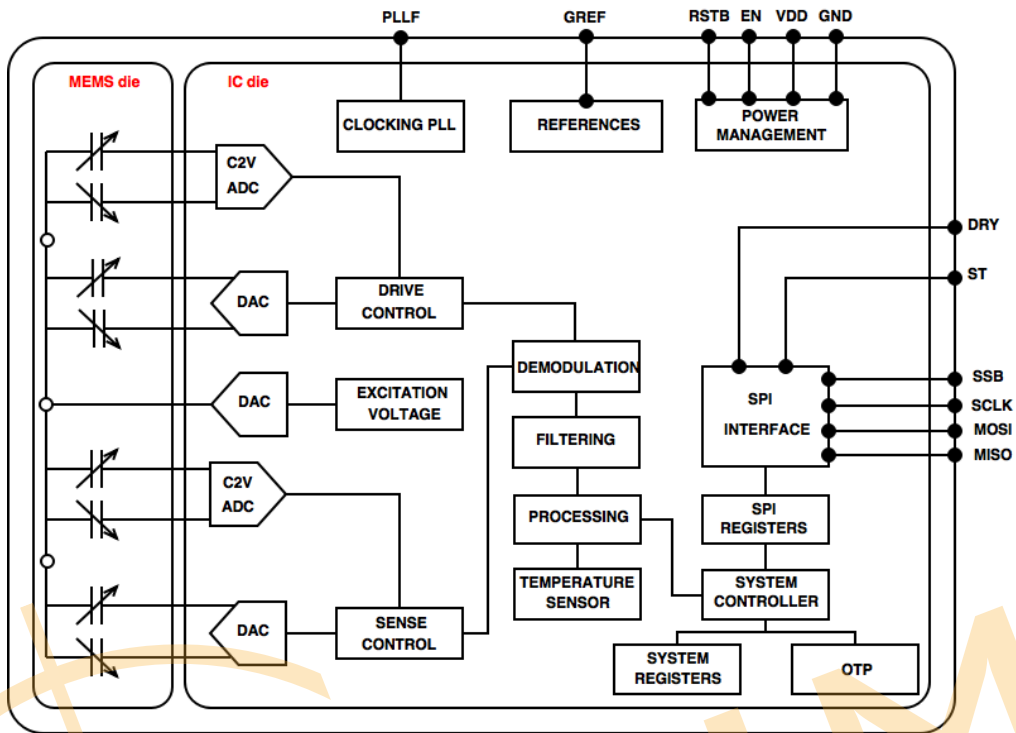 PLLF
GREF
RSTB EN VDD GND
MEMS die
IC die
CLOCKING PLL
REFERENCES
POWER
MANAGEMENT
C2V
ADC
DRY
ST
DAC
DRIVE
CONTROL
DEMODULATION
DAC
EXCITATION
VOLTAGE
SPI
INTERFACE
SSB
SCLK
MOSI
MISO
FILTERING
C2V
ADC
PROCESSING
SPI
REGISTERS
TEMPERATURE
SENSOR
SYSTEM
CONTROLLER
DAC
SENSE
CONTROL
SYSTEM
REGISTERS
OTP